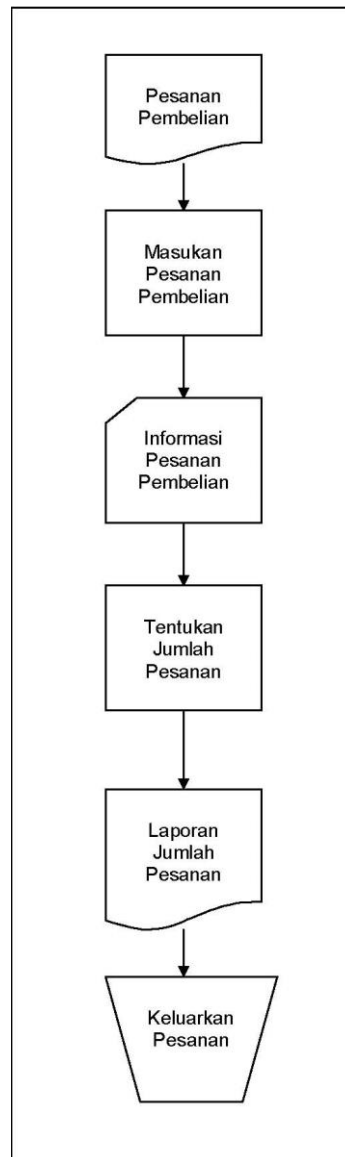 Pesanan
Pembelian
Masukan
Pesanan
Pembelian
Informasi
Pesanan
Pembelian
Tentukan
Jumlah
Pesanan
Laporan
Jumlah
Pesanan
Keluarkan
Pesanan